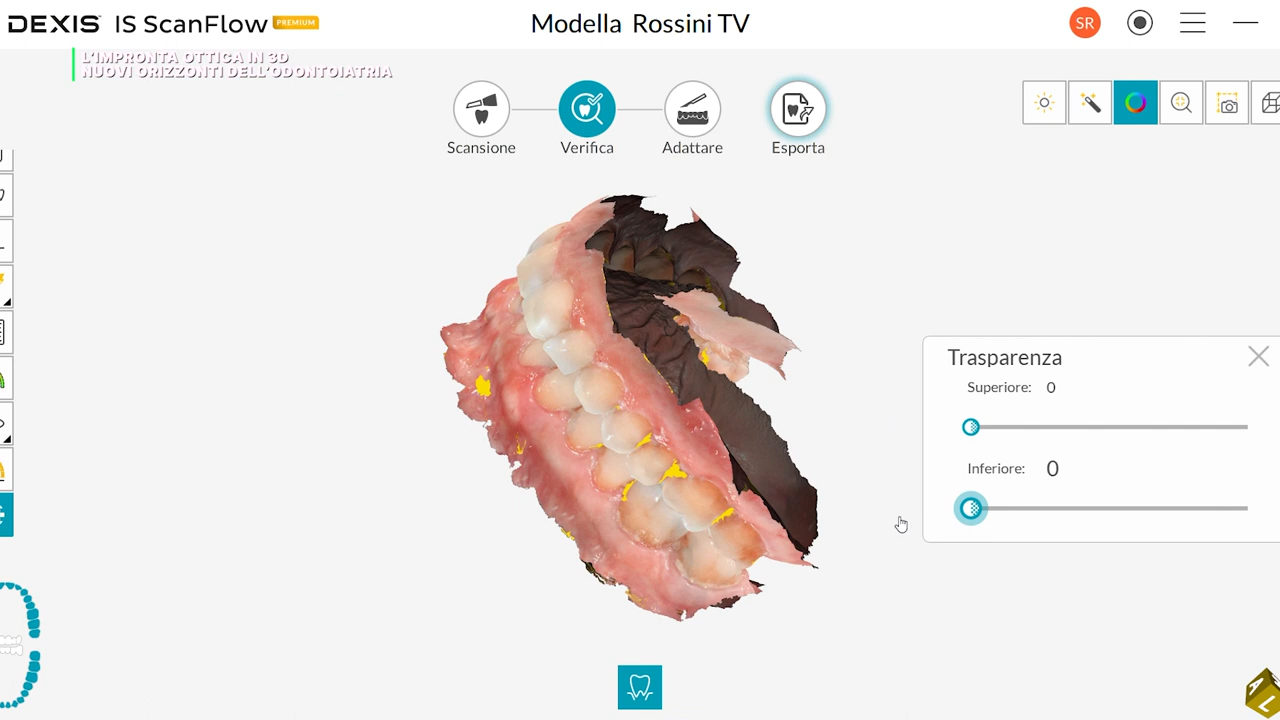 DEXIS IS ScanFlow PREMIUM
Modella Rossini TV
SR
L'IMPRONTA OTTICA IN 3D
NUOVI ORIZZONTI DELL'ODONTOIATRIA
Scansione
Verifica
Adattare
Esporta
Trasparenza
Superiore: 0
Inferiore: 0
A
L